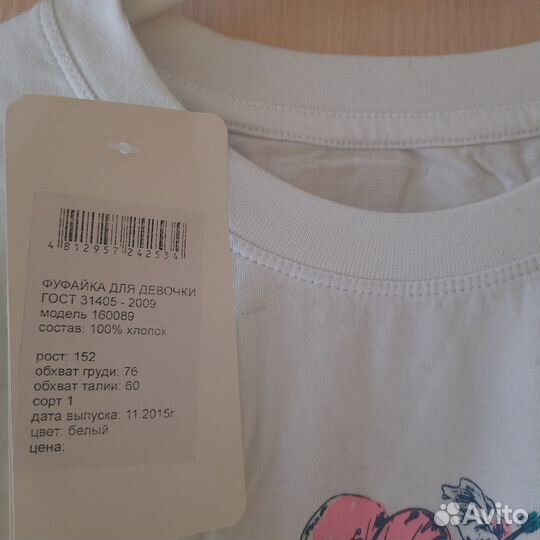 4 812957 242534
ФУФАЙКА ДЛЯ ДЕВОЧКИ
ГОСТ 31405 - 2009
модель 160089
состав: 100% хлопок
рост: 152
обхват груди: 76
обхват талии: 60
сорт 1
дата выпуска: 11.2015г
цвет: белый
цена:
Avito